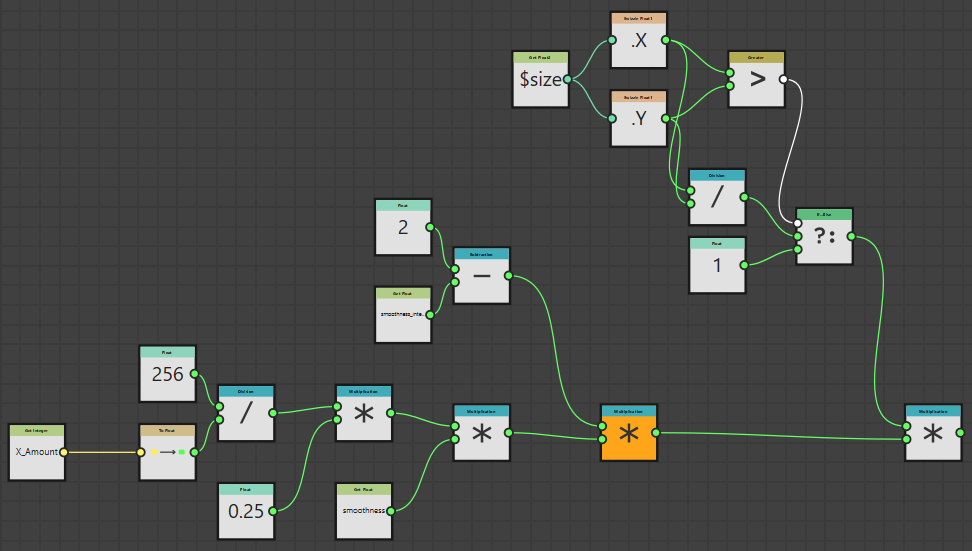 Swizzle Float1
.X
Get Float2
$size
Greater
>
Swizzle Float1
.Y
Division
/
Float
2
If...Else
?:
Float
1
Subtraction
−
Get Float
smoothness_inte...
Float
256
Division
/
Multiplication
*
Multiplication
*
Multiplication
*
Multiplication
*
Get Integer
X_Amount
To Float
Float
0.25
Get Float
smoothness